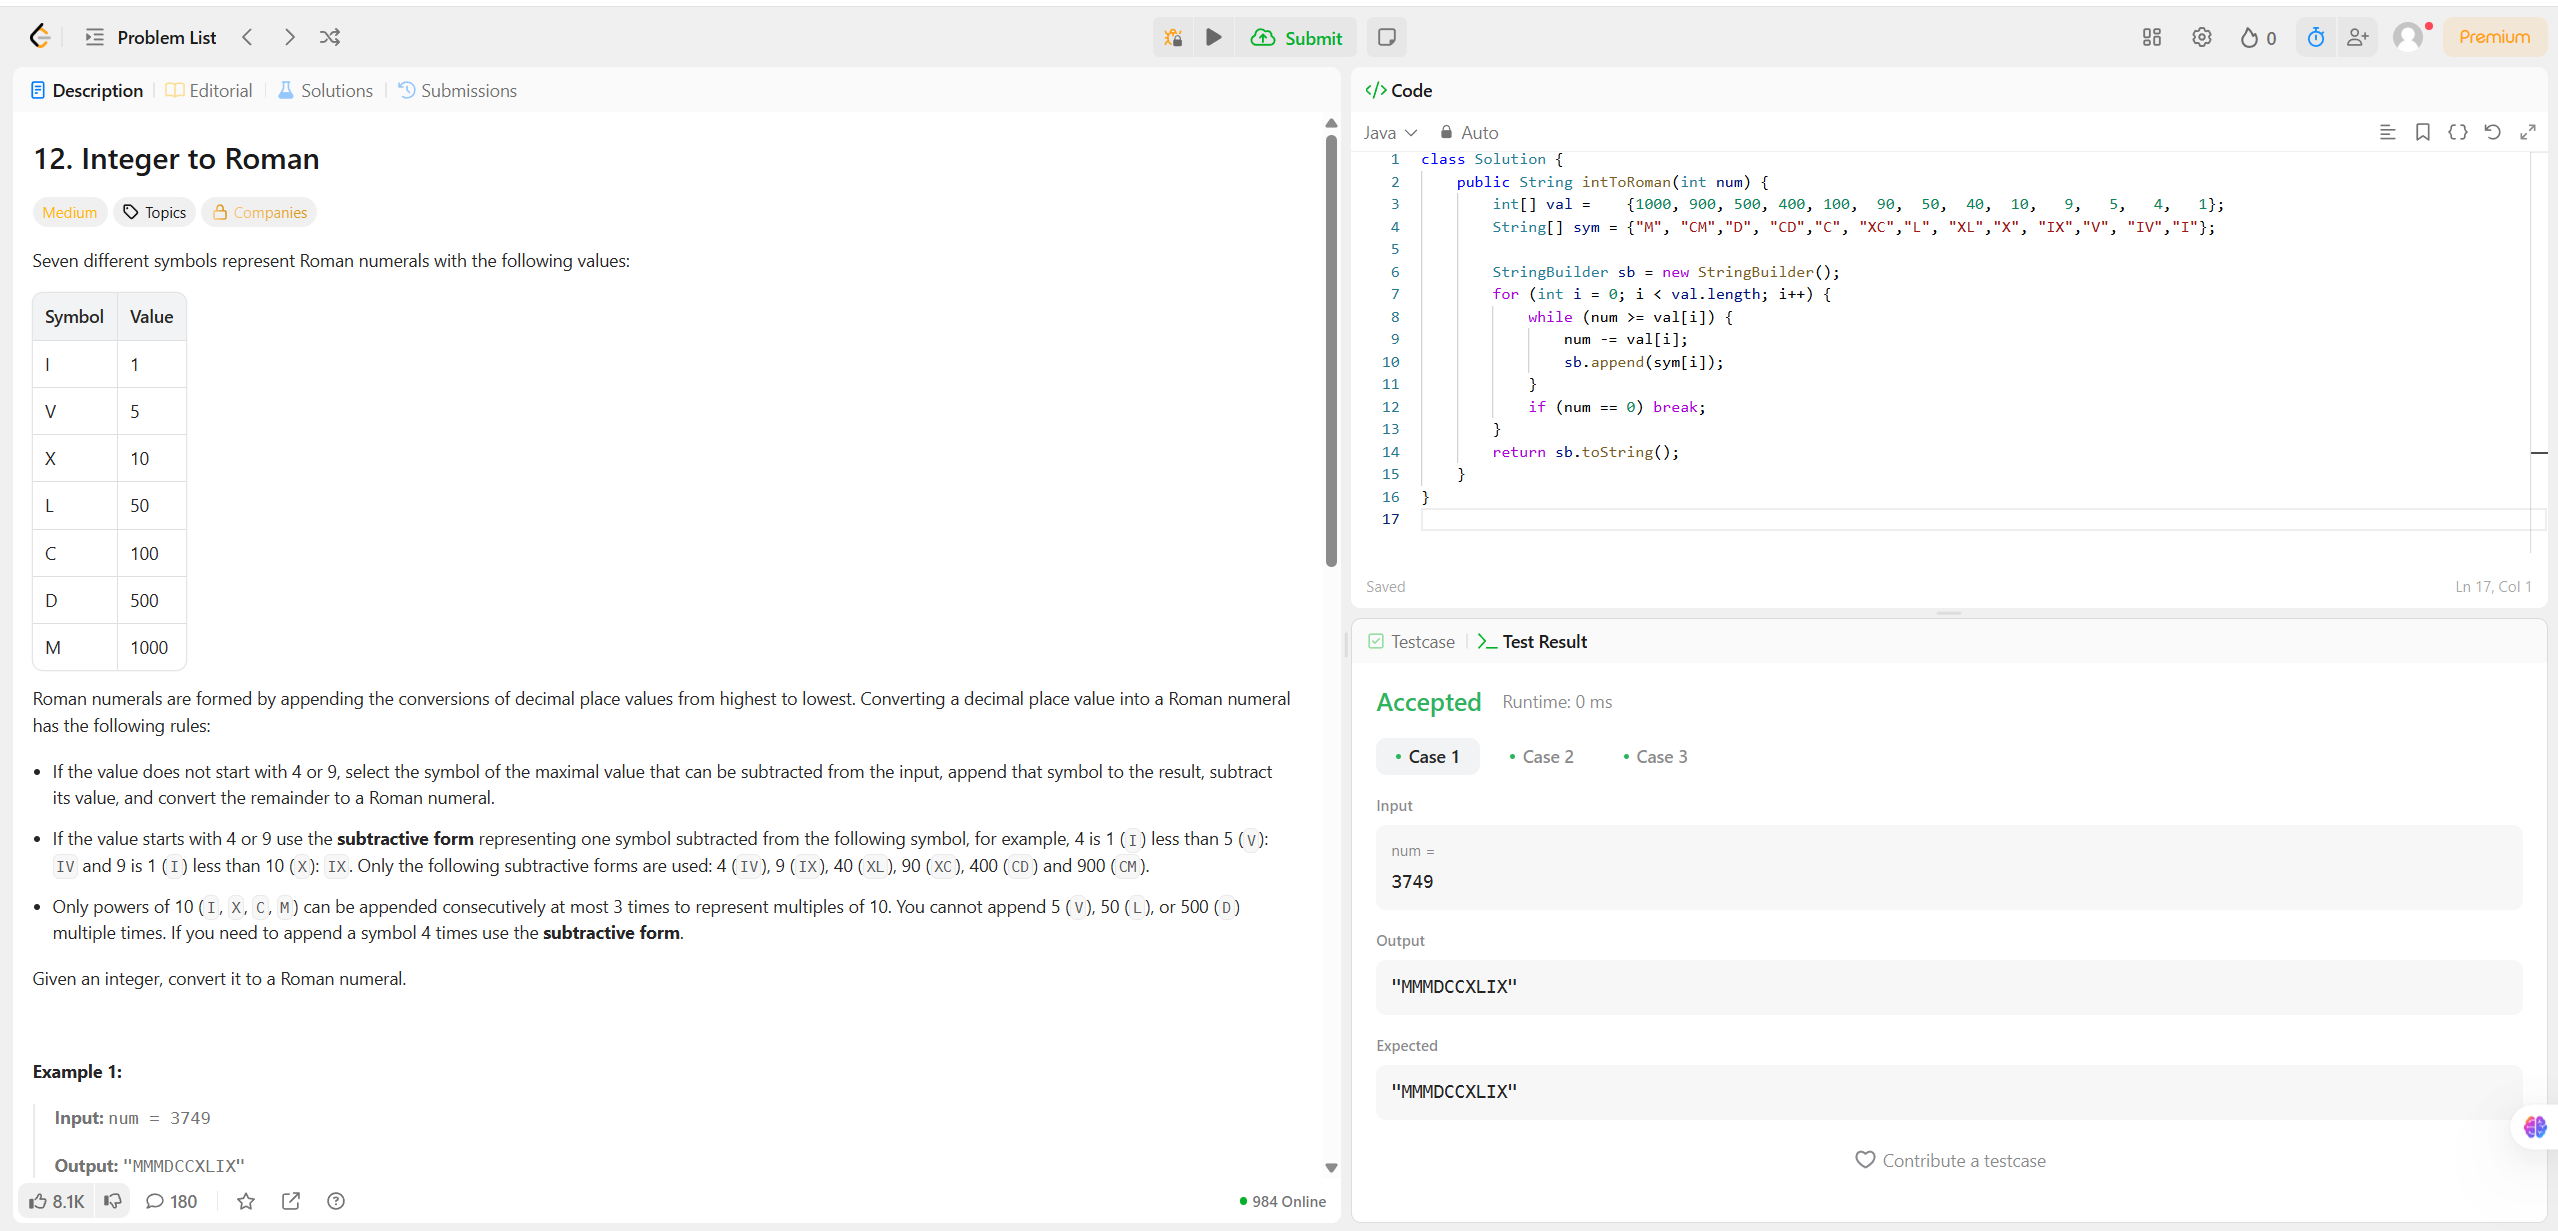 Problem List
Submit
0
Premium
Description
Editorial
Solutions
Submissions
12. Integer to Roman
Medium
Topics
Companies
Seven different symbols represent Roman numerals with the following values:
Symbol Value
I 1
V 5
X 10
L 50
C 100
D 500
M 1000
Roman numerals are formed by appending the conversions of decimal place values from highest to lowest. Converting a decimal place value into a Roman numeral
has the following rules:
• If the value does not start with 4 or 9, select the symbol of the maximal value that can be subtracted from the input, append that symbol to the result, subtract
its value, and convert the remainder to a Roman numeral.
• If the value starts with 4 or 9 use the subtractive form representing one symbol subtracted from the following symbol, for example, 4 is 1 (I) less than 5 (V):
IV and 9 is 1 (I) less than 10 (X): IX. Only the following subtractive forms are used: 4 (IV), 9 (IX), 40 (XL), 90 (XC), 400 (CD) and 900 (CM).
• Only powers of 10 (I, X, C, M) can be appended consecutively at most 3 times to represent multiples of 10. You cannot append 5 (V), 50 (L), or 500 (D)
multiple times. If you need to append a symbol 4 times use the subtractive form.
Given an integer, convert it to a Roman numeral.
Example 1:
Input: num = 3749
Output: "MMMDCCXLIX"
8.1K
180
984 Online
</> Code
Java
Auto
1 class Solution {
2     public String intToRoman(int num) {
3         int[] val =    {1000, 900, 500, 400, 100,  90,  50,  40,  10,   9,   5,   4,   1};
4         String[] sym = {"M", "CM","D", "CD","C", "XC","L", "XL","X", "IX","V", "IV","I"};
5
6         StringBuilder sb = new StringBuilder();
7         for (int i = 0; i < val.length; i++) {
8             while (num >= val[i]) {
9                 num -= val[i];
10                 sb.append(sym[i]);
11             }
12             if (num == 0) break;
13         }
14         return sb.toString();
15     }
16 }
17
Saved
Ln 17, Col 1
Testcase
>_ Test Result
Accepted
Runtime: 0 ms
• Case 1
• Case 2
• Case 3
Input
num =
3749
Output
"MMMDCCXLIX"
Expected
"MMMDCCXLIX"
Contribute a testcase